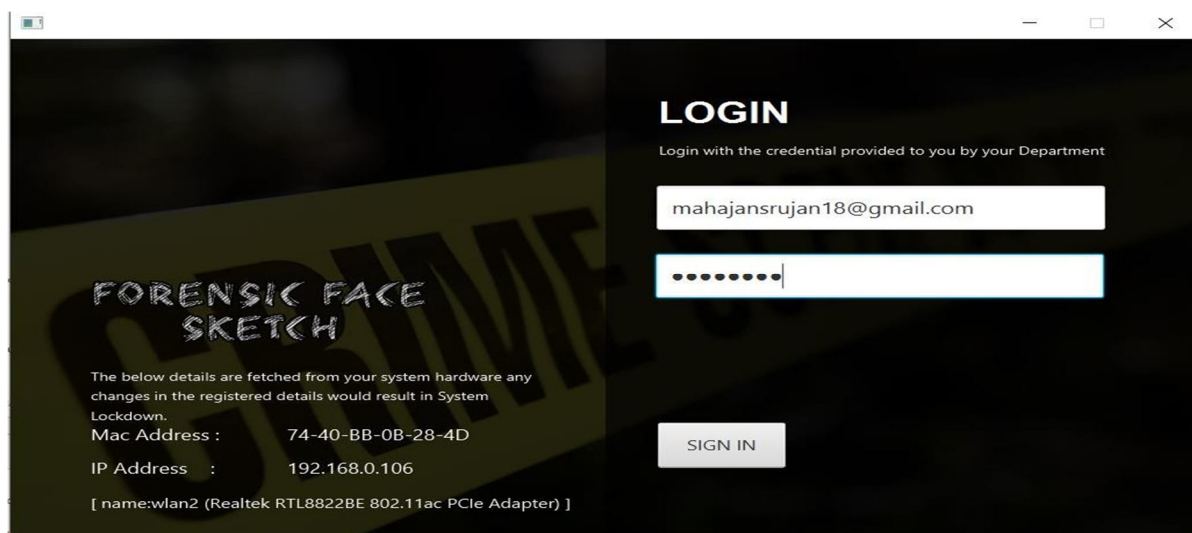 FORENSIC FACE
SKETCH
The below details are fetched from your system hardware any
changes in the registered details would result in System
Lockdown.
Mac Address : 74-40-BB-0B-28-4D
IP Address : 192.168.0.106
[ name:wlan2 (Realtek RTL8822BE 802.11ac PCIe Adapter) ]
LOGIN
Login with the credential provided to you by your Department
mahajansrujan18@gmail.com
••••••••
SIGN IN
CRIME SCENE